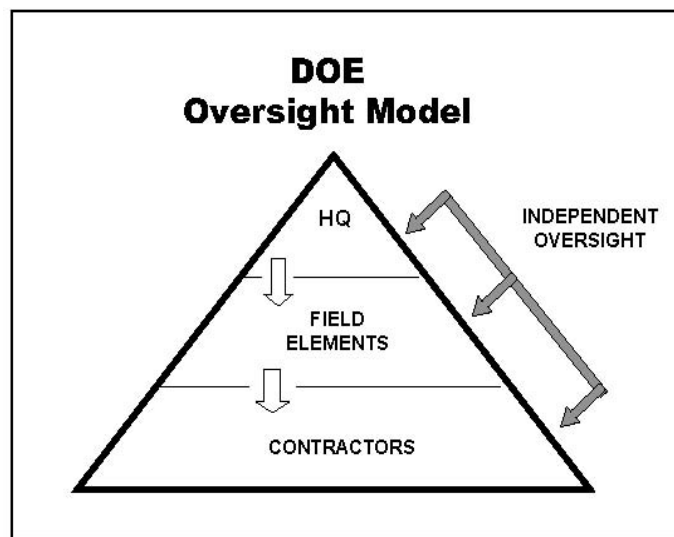 DOE
Oversight Model
HQ
INDEPENDENT
OVERSIGHT
FIELD
ELEMENTS
CONTRACTORS